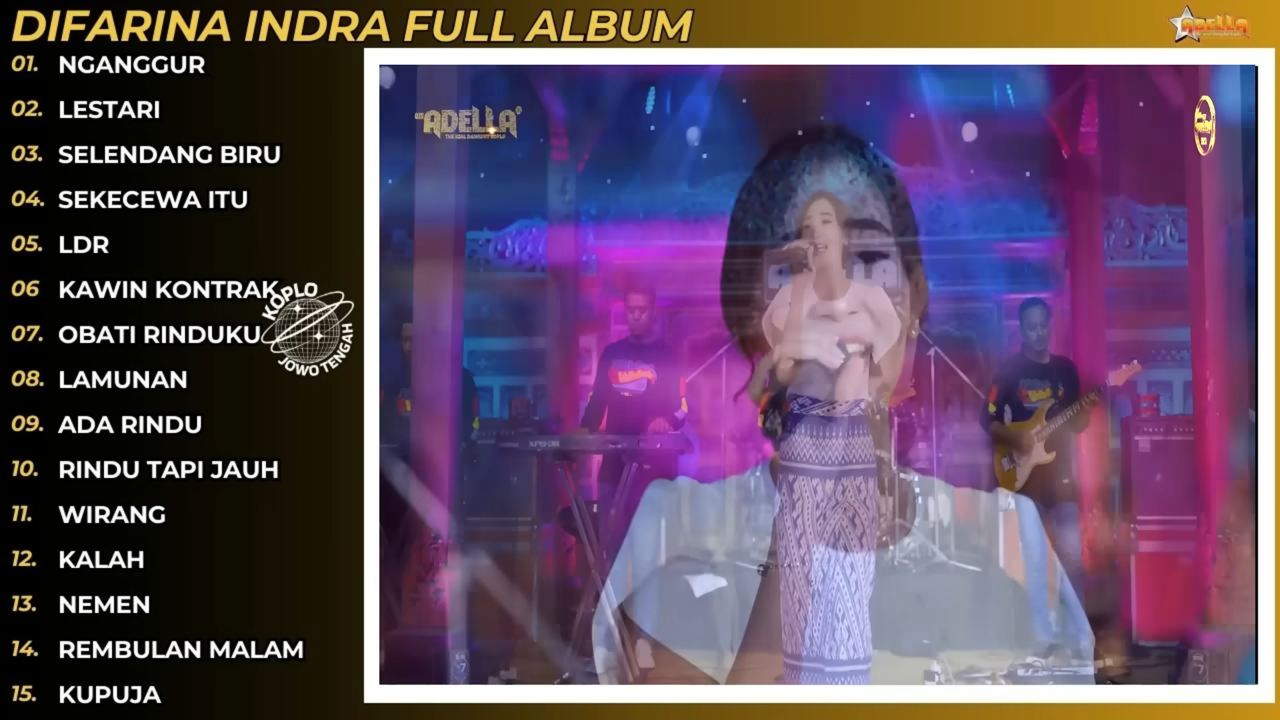 DIFARINA INDRA FULL ALBUM
ADELLA
01. NGANGGUR
02. LESTARI
03. SELENDANG BIRU
04. SEKECEWA ITU
05. LDR
06 KAWIN KONTRAK
07. OBATI RINDUKU
08. LAMUNAN
09. ADA RINDU
10. RINDU TAPI JAUH
11. WIRANG
12. KALAH
13. NEMEN
14. REMBULAN MALAM
15. KUPUJA
KOPLO
JOWO TENGAH
"ADELLA"